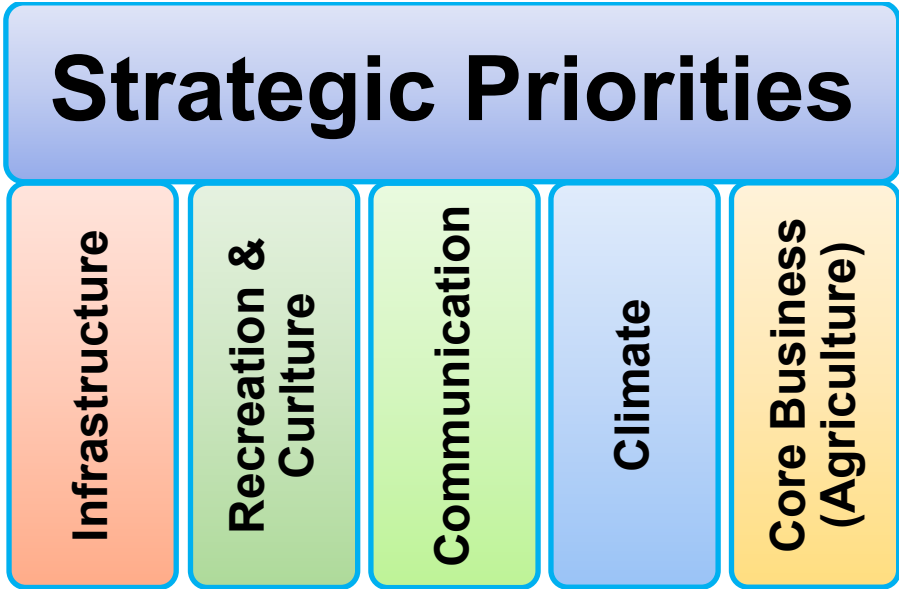 Strategic Priorities
Infrastructure
Recreation &
Curlture
Communication
Climate
Core Business
(Agriculture)